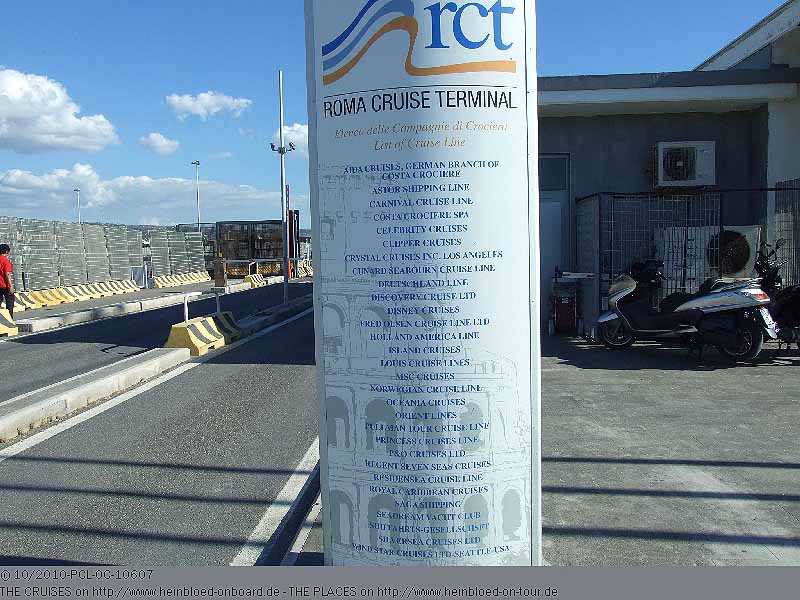 rct
ROMA CRUISE TERMINAL
Elenco delle Compagnie di Crociera
List of Cruise Line
AIDA CRUISES, GERMAN BRANCH OF
COSTA CROCIERE
ASTOR SHIPPING LINE
CARNIVAL CRUISE LINE
COSTA CROCIERE SPA
CELEBRITY CRUISES
CLIPPER CRUISES
CRYSTAL CRUISES INC. LOS ANGELES
CUNARD SEABOURN CRUISE LINE
DEUTSCHLAND LINE
DISCOVERY CRUISE LTD
DISNEY CRUISES
FRED OLSEN CRUISE LINE LTD
HOLLAND AMERICA LINE
ISLAND CRUISES
LOUIS CRUISE LINES
MSC CRUISES
NORWEGIAN CRUISE LINE
OCEANIA CRUISES
ORIENT LINES
PULLMAN TOUR CRUISE LINE
PRINCESS CRUISES LINE
P&O CRUISES LTD
REGENT SEVEN SEAS CRUISES
RESIDENSEA CRUISE LINE
ROYAL CARIBBEAN CRUISES
SAGA SHIPPING
SEADREAM YACHT CLUB
SHIFFAHRTS-GESELLSCHAFT
SILVERSEA CRUISES LTD
WINDSTAR CRUISES LTD-SEATTLE-USA
© 10/2010-PCL-OC-10607
THE CRUISES on http://www.heinbloed-onboard.de - THE PLACES on http://www.heinbloed-on-tour.de